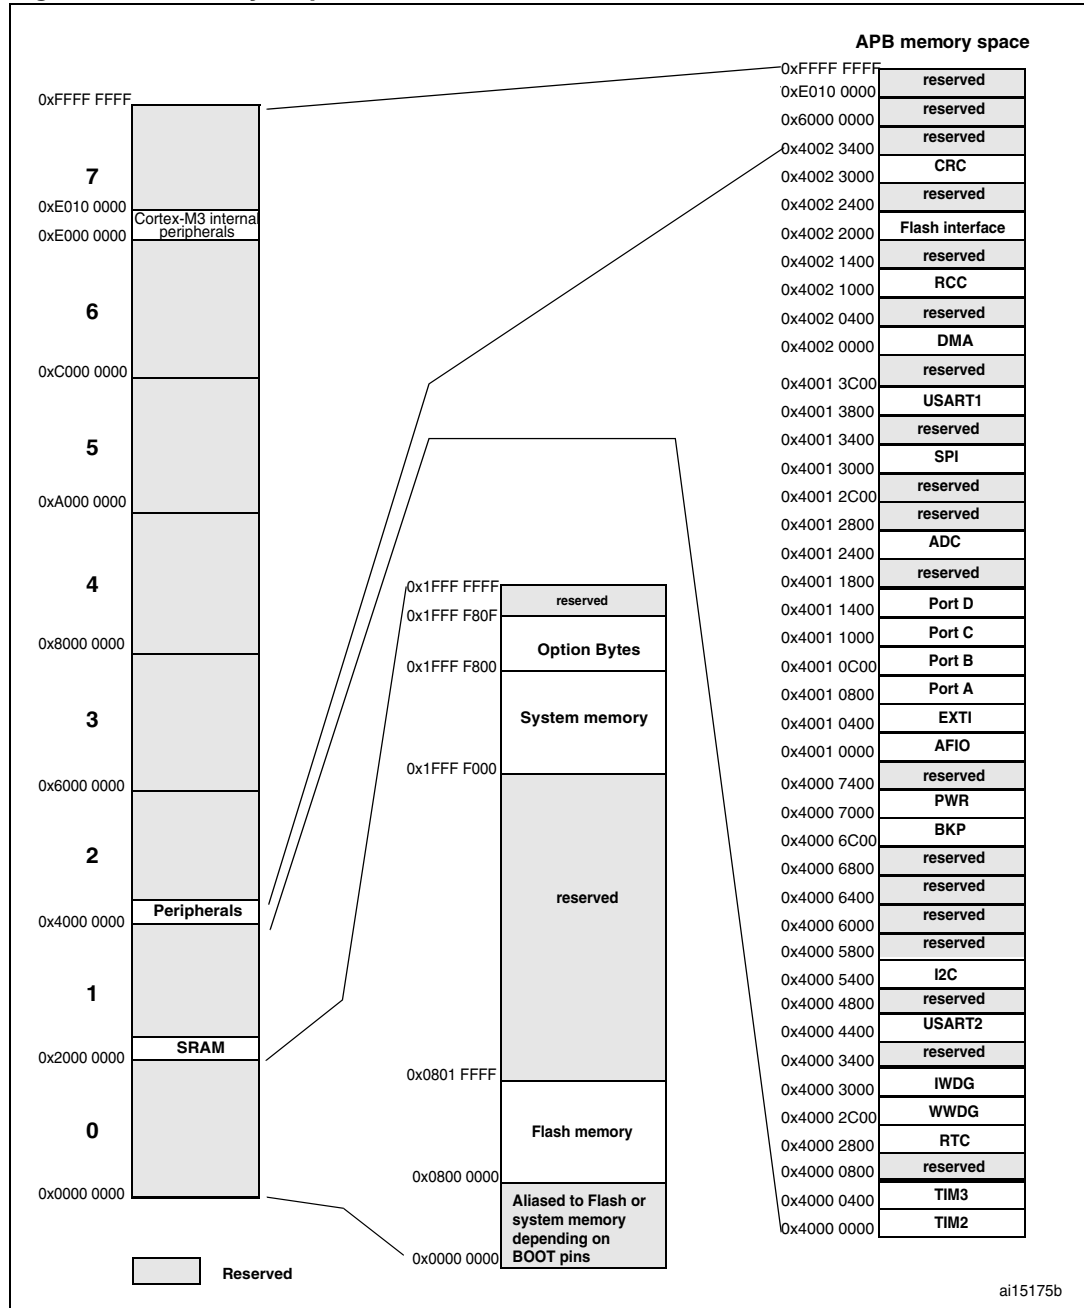 APB memory space
0xFFFF FFFF
7
0xE010 0000
Cortex-M3 internal
peripherals
0xE000 0000
6
0xC000 0000
5
0xA000 0000
4
0x8000 0000
3
0x6000 0000
2
Peripherals
0x4000 0000
1
SRAM
0x2000 0000
0
0x0000 0000
Reserved
0x1FFF FFFF
reserved
0x1FFF F80F
Option Bytes
0x1FFF F800
System memory
0x1FFF F000
reserved
0x0801 FFFF
Flash memory
0x0800 0000
Aliased to Flash or
system memory
depending on
BOOT pins
0x0000 0000
0xFFFF FFFF
reserved
0xE010 0000
reserved
0x6000 0000
reserved
0x4002 3400
CRC
0x4002 3000
reserved
0x4002 2400
Flash interface
0x4002 2000
reserved
0x4002 1400
RCC
0x4002 1000
reserved
0x4002 0400
DMA
0x4002 0000
reserved
0x4001 3C00
USART1
0x4001 3800
reserved
0x4001 3400
SPI
0x4001 3000
reserved
0x4001 2C00
reserved
0x4001 2800
ADC
0x4001 2400
reserved
0x4001 1800
Port D
0x4001 1400
Port C
0x4001 1000
Port B
0x4001 0C00
Port A
0x4001 0800
EXTI
0x4001 0400
AFIO
0x4001 0000
reserved
0x4000 7400
PWR
0x4000 7000
BKP
0x4000 6C00
reserved
0x4000 6800
reserved
0x4000 6400
reserved
0x4000 6000
reserved
0x4000 5800
I2C
0x4000 5400
reserved
0x4000 4800
USART2
0x4000 4400
reserved
0x4000 3400
IWDG
0x4000 3000
WWDG
0x4000 2C00
RTC
0x4000 2800
reserved
0x4000 0800
TIM3
0x4000 0400
TIM2
0x4000 0000
ai15175b